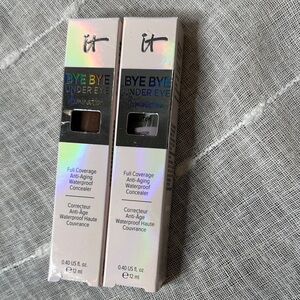 it
BYE BYE
UNDER EYE
illumination
Full Coverage
Anti-Aging
Waterproof
Concealer
Correcteur
Anti-Âge
Waterproof Haute
Couvrance
0.40 US fl. oz.
℮ 12 ml
it
BYE BYE
UNDER EYE
illumination
Full Coverage
Anti-Aging
Waterproof
Concealer
Correcteur
Anti-Âge
Waterproof Haute
Couvrance
0.40 US fl. oz.
℮ 12 ml